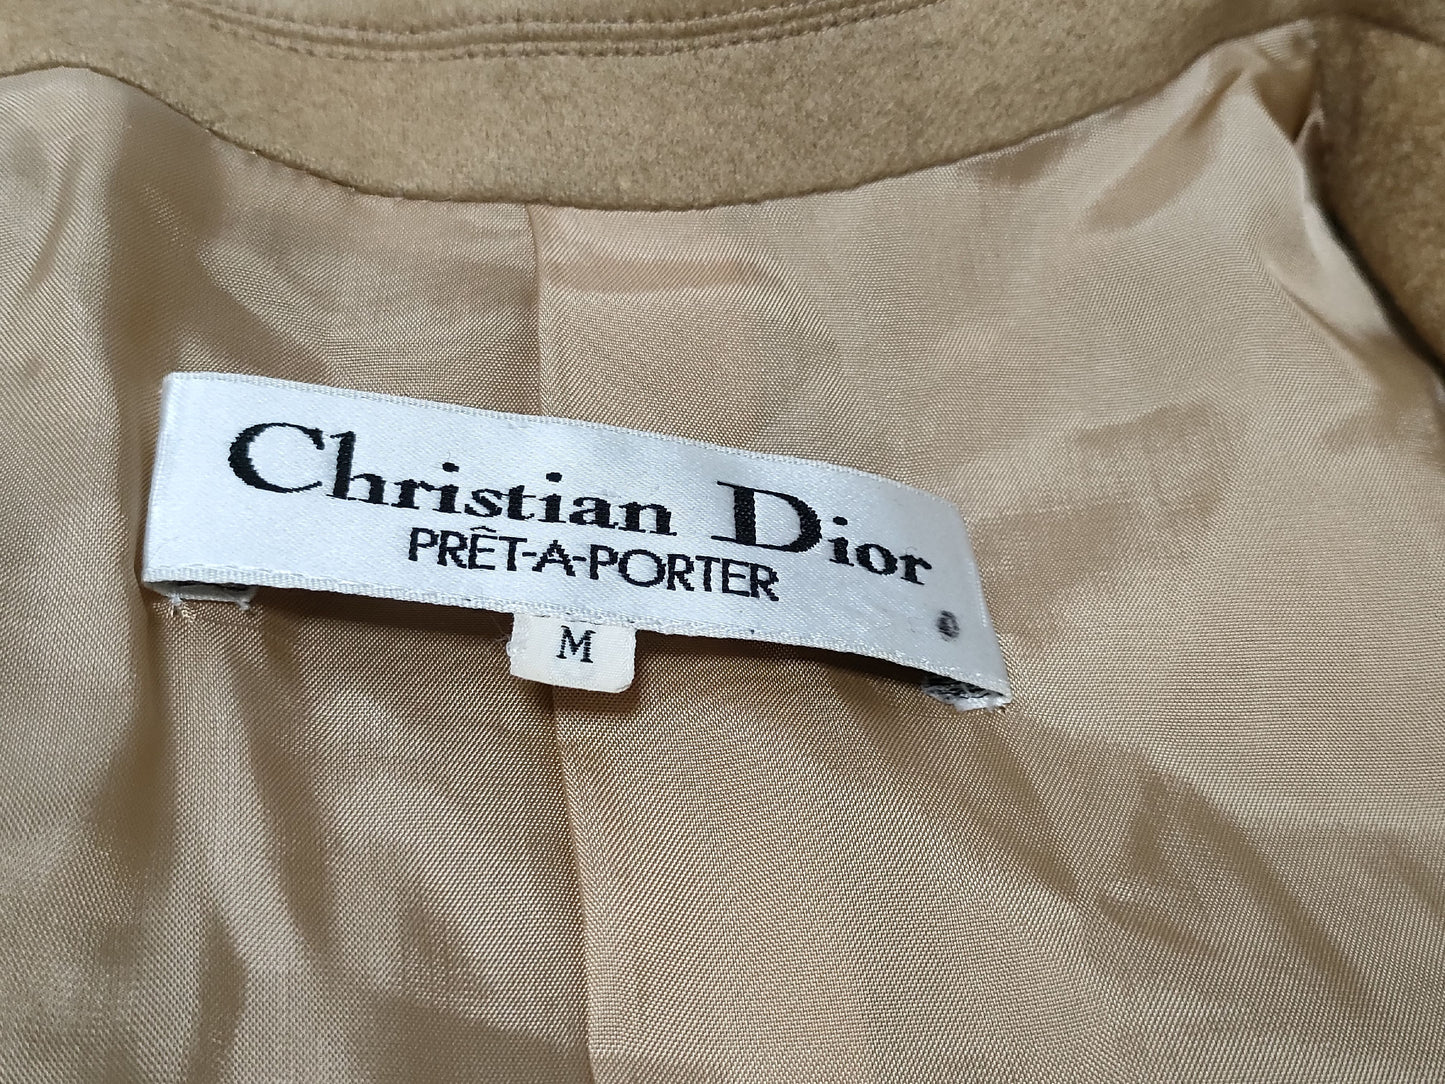 Christian Dior
PRÊT-A-PORTER
M